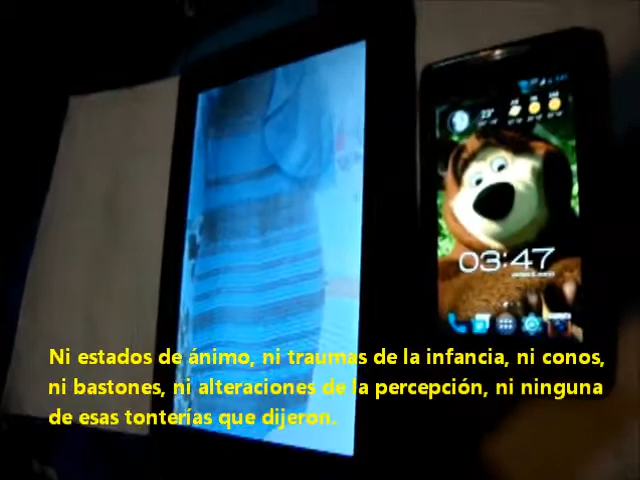 23°
03:47
Ni estados de ánimo, ni traumas de la infancia, ni conos,
ni bastones, ni alteraciones de la percepción, ni ninguna
de esas tonterías que dijeron.